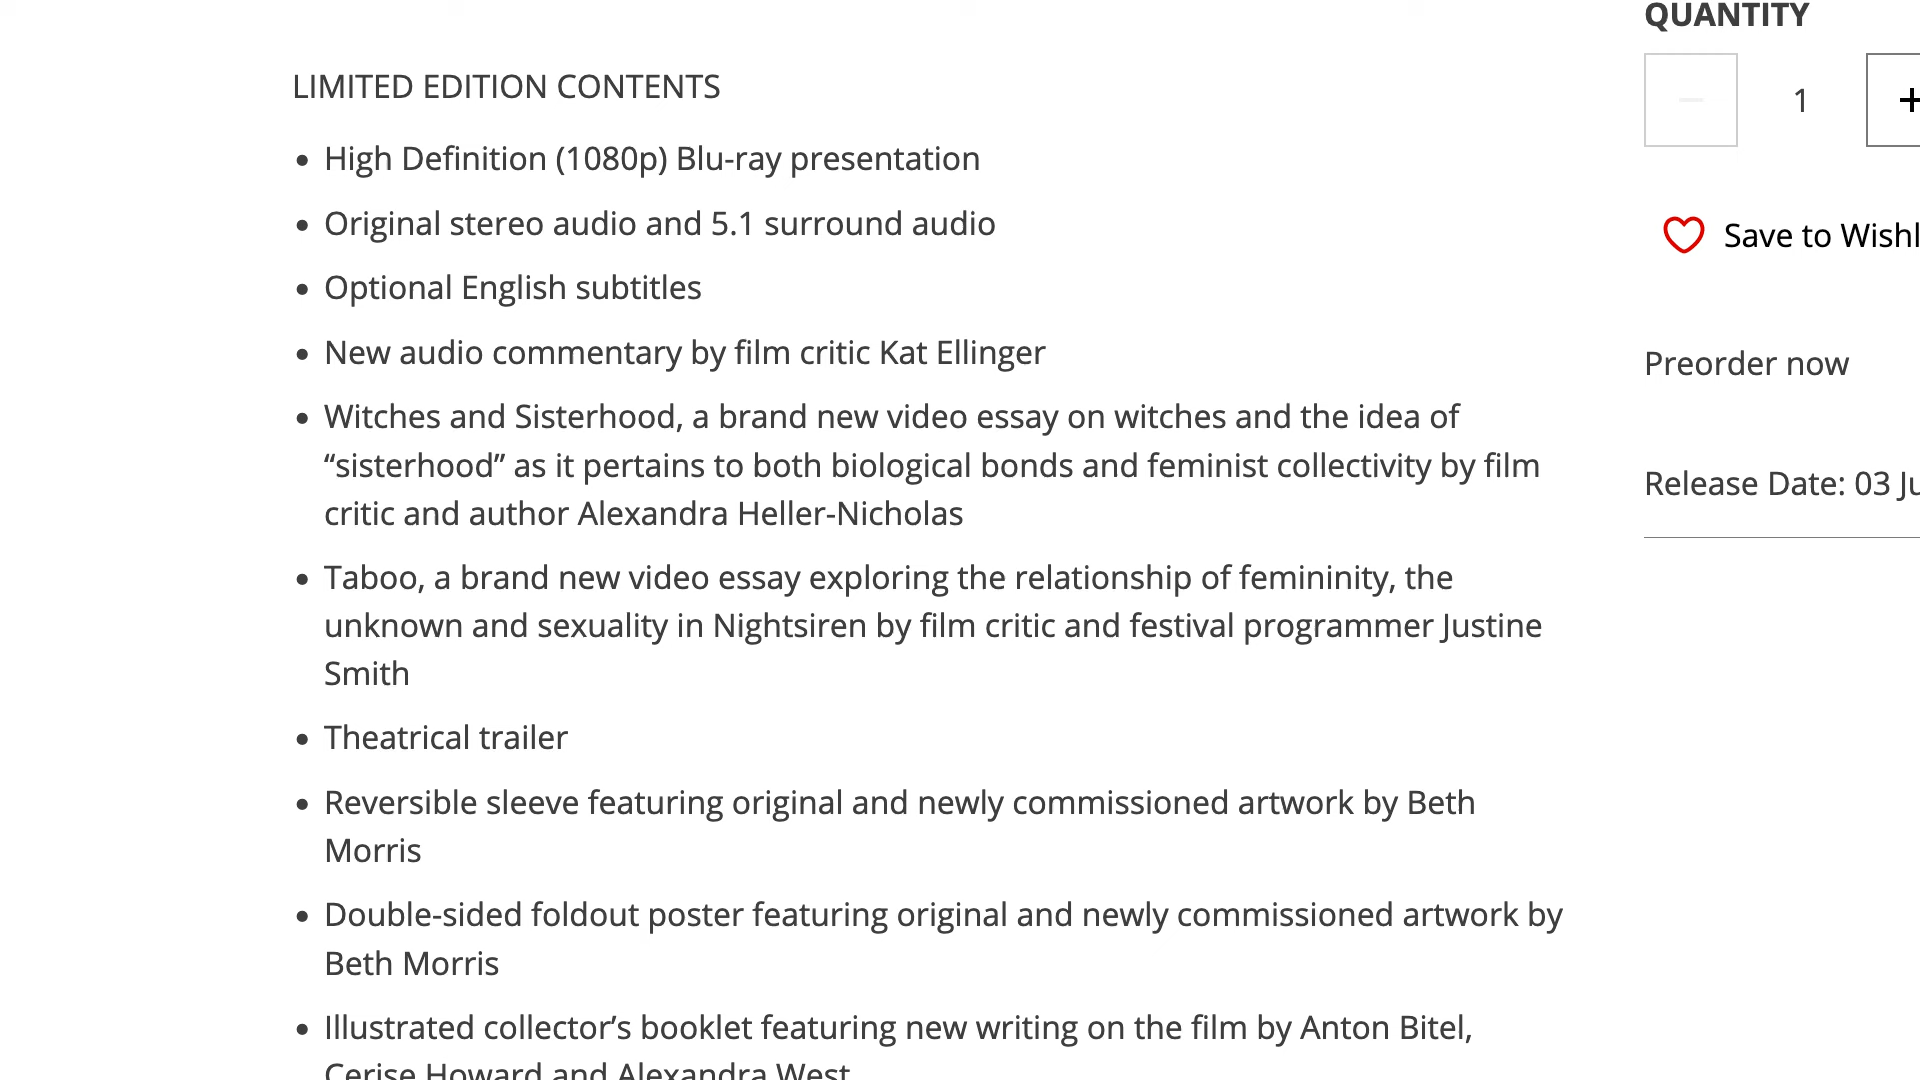 QUANTITY
1
Save to Wishl
Preorder now
Release Date: 03 Ju
LIMITED EDITION CONTENTS
• High Definition (1080p) Blu-ray presentation
• Original stereo audio and 5.1 surround audio
• Optional English subtitles
• New audio commentary by film critic Kat Ellinger
• Witches and Sisterhood, a brand new video essay on witches and the idea of
“sisterhood” as it pertains to both biological bonds and feminist collectivity by film
critic and author Alexandra Heller-Nicholas
• Taboo, a brand new video essay exploring the relationship of femininity, the
unknown and sexuality in Nightsiren by film critic and festival programmer Justine
Smith
• Theatrical trailer
• Reversible sleeve featuring original and newly commissioned artwork by Beth
Morris
• Double-sided foldout poster featuring original and newly commissioned artwork by
Beth Morris
• Illustrated collector’s booklet featuring new writing on the film by Anton Bitel,
Cerise Howard and Alexandra West